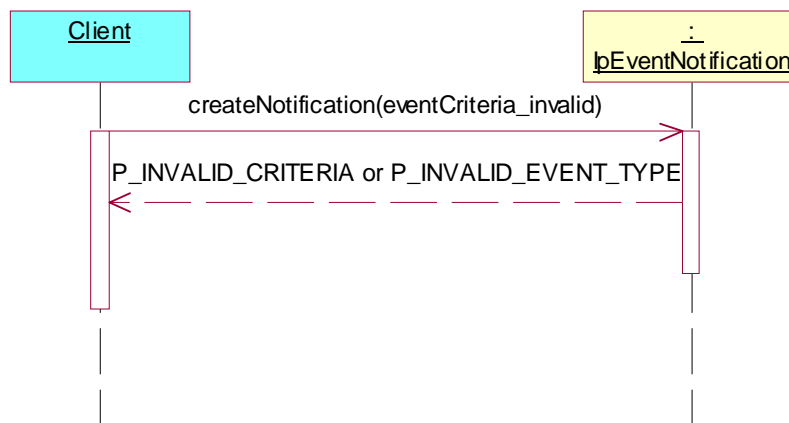 Client
:
IpEventNotification
createNotification(eventCriteria_invalid)
P_INVALID_CRITERIA or P_INVALID_EVENT_TYPE